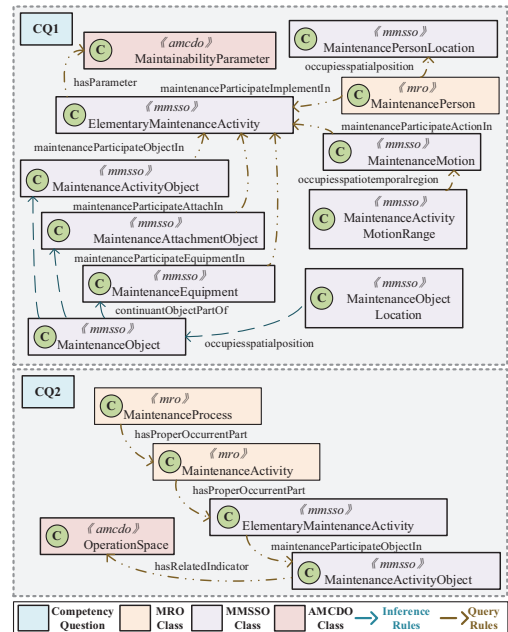 CQ1
《amcdo》
C
MaintainabilityParameter
《mmsso》
C
MaintenancePersonLocation
hasParameter
occupiesspatialposition
maintenanceParticipateImplementIn
《mro》
C
MaintenancePerson
《mmsso》
C
ElementaryMaintenanceActivity
maintenanceParticipateActionIn
maintenanceParticipateObjectIn
《mmsso》
C
MaintenanceMotion
《mmsso》
C
MaintenanceActivityObject
occupiesspatiotemporalregion
maintenanceParticipateAttachIn
《mmsso》
C
MaintenanceActivity
MotionRange
《mmsso》
C
MaintenanceAttachmentObject
maintenanceParticipateEquipmentIn
《mmsso》
C
MaintenanceEquipment
《mmsso》
C
MaintenanceObject
Location
continuantObjectPartOf
《mmsso》
C
MaintenanceObject
occupiesspatialposition
CQ2
《mro》
C
MaintenanceProcess
hasProperOccurrentPart
《mro》
C
MaintenanceActivity
hasProperOccurrentPart
《mmsso》
C
ElementaryMaintenanceActivity
《amcdo》
C
OperationSpace
maintenanceParticipateObjectIn
hasRelatedIndicator
《mmsso》
C
MaintenanceActivityObject
Competency MRO MMSSO AMCDO Inference Query
Question Class Class Class Rules Rules